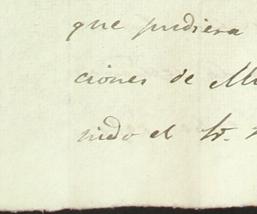 que pudiera
ciones de
nido el Sr.